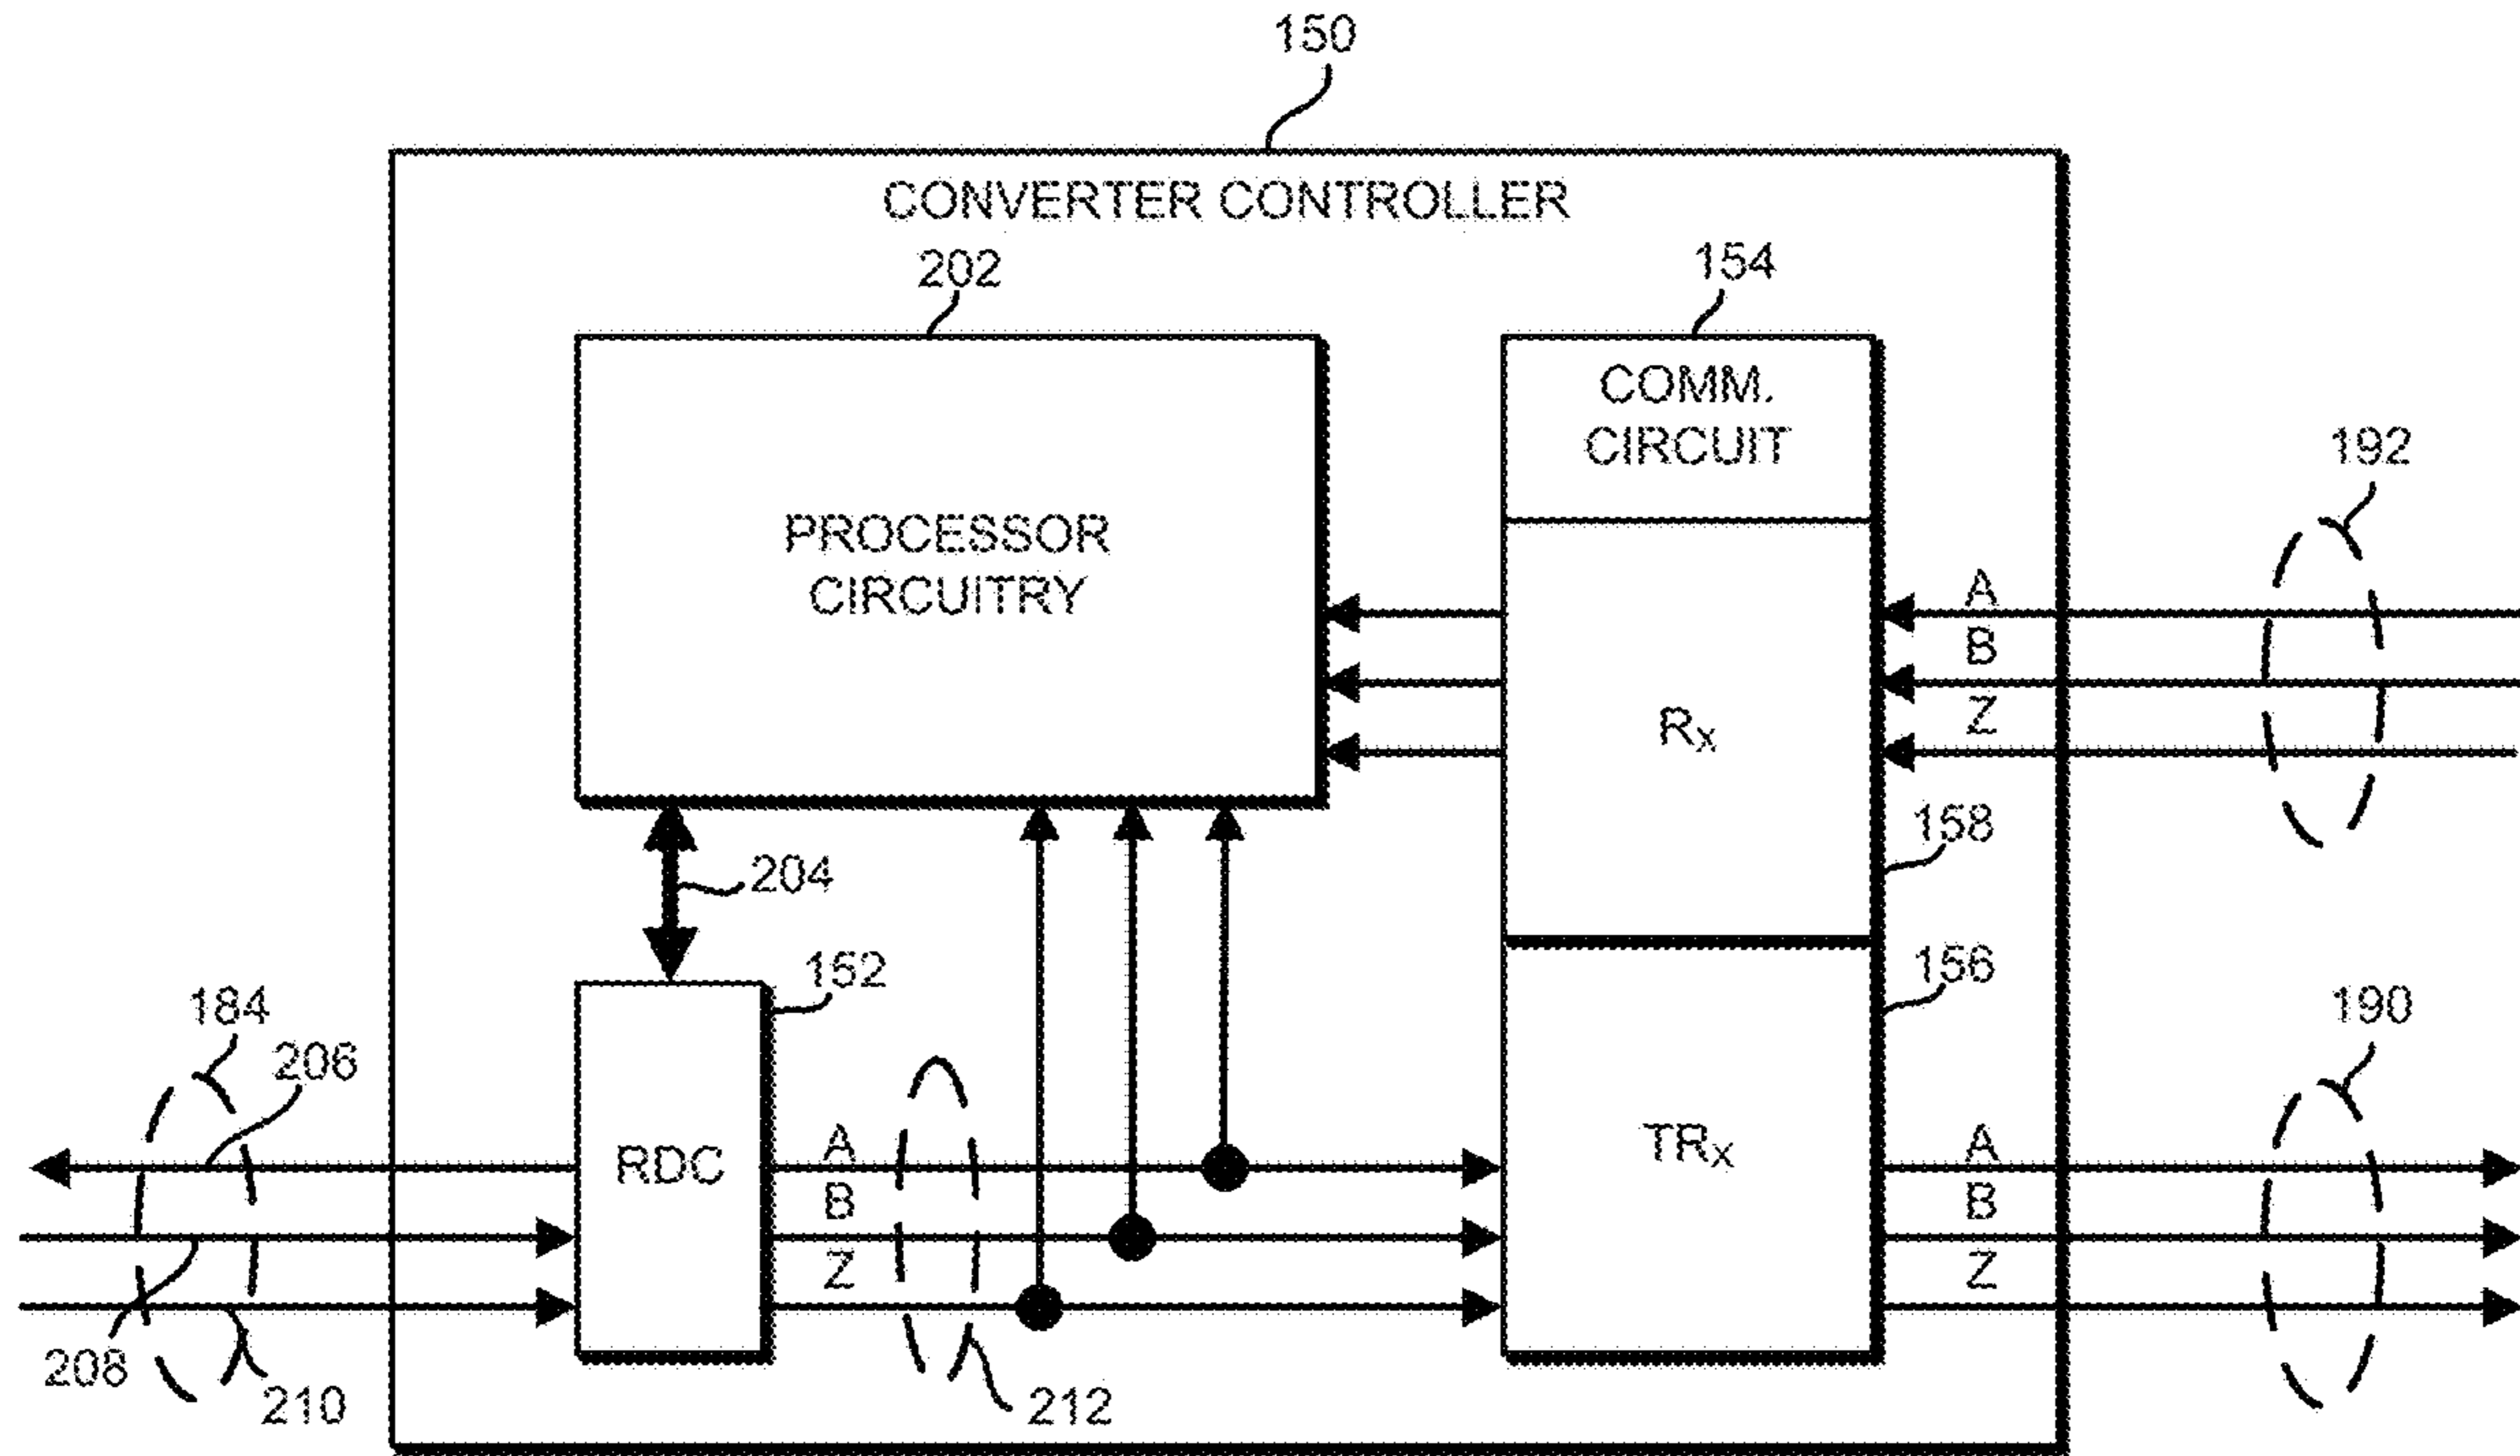 150
CONVERTER CONTROLLER
202
154
COMM.
CIRCUIT
192
PROCESSOR
CIRCUITRY
A
B
Z
Rx
158
204
152
156
184
206
190
RDC
A
B
Z
TRx
A
B
Z
208
210
212